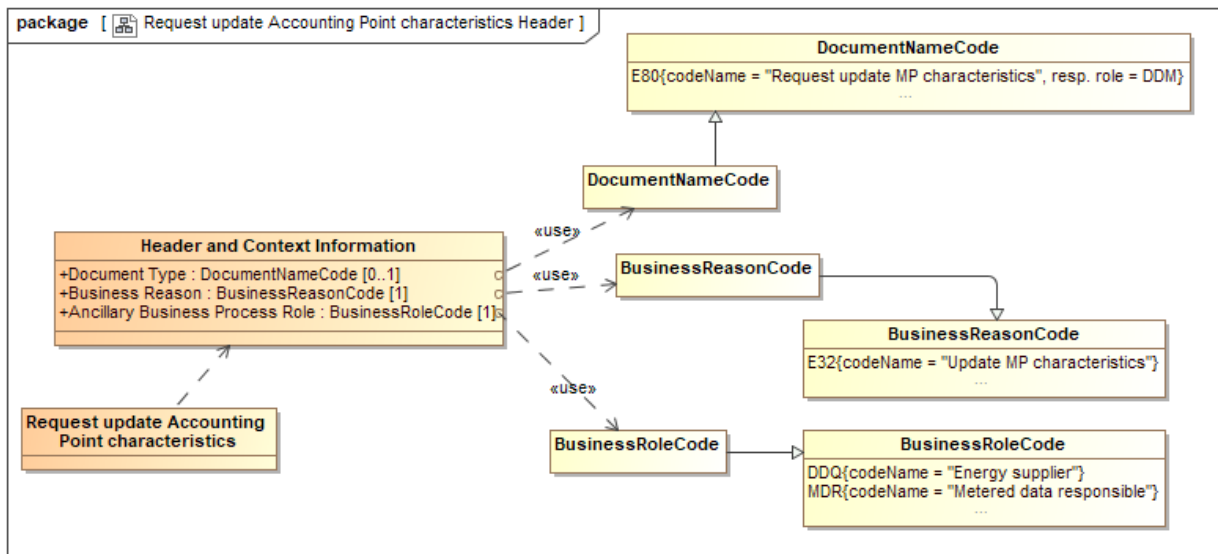 package [ Request update Accounting Point characteristics Header ]
DocumentNameCode
E80{codeName = "Request update MP characteristics", resp. role = DDM}
...
DocumentNameCode
«use»
Header and Context Information
+Document Type : DocumentNameCode [0..1]
+Business Reason : BusinessReasonCode [1]
+Ancillary Business Process Role : BusinessRoleCode [1]
«use»
BusinessReasonCode
BusinessReasonCode
E32{codeName = "Update MP characteristics"}
...
«use»
Request update Accounting
Point characteristics
BusinessRoleCode
BusinessRoleCode
DDQ{codeName = "Energy supplier"}
MDR{codeName = "Metered data responsible"}
...